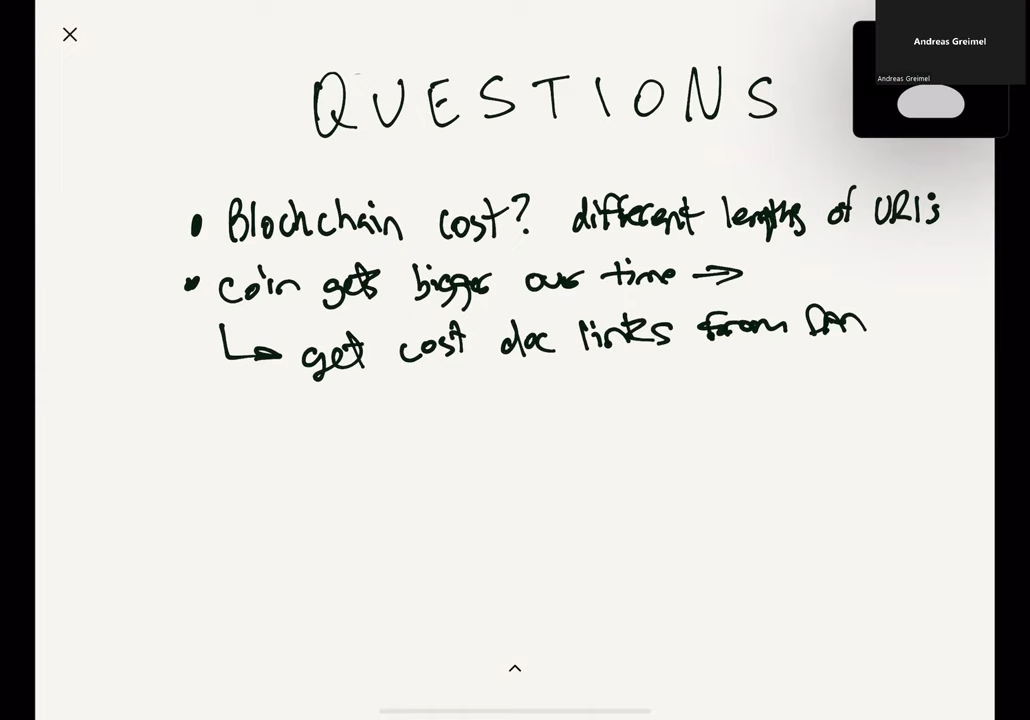 Andreas Greimel
Andreas Greimel
QUESTIONS
• Blockchain cost? different lengths of URI's
• Coin gets bigger over time →
↳ get cost doc links from Dan